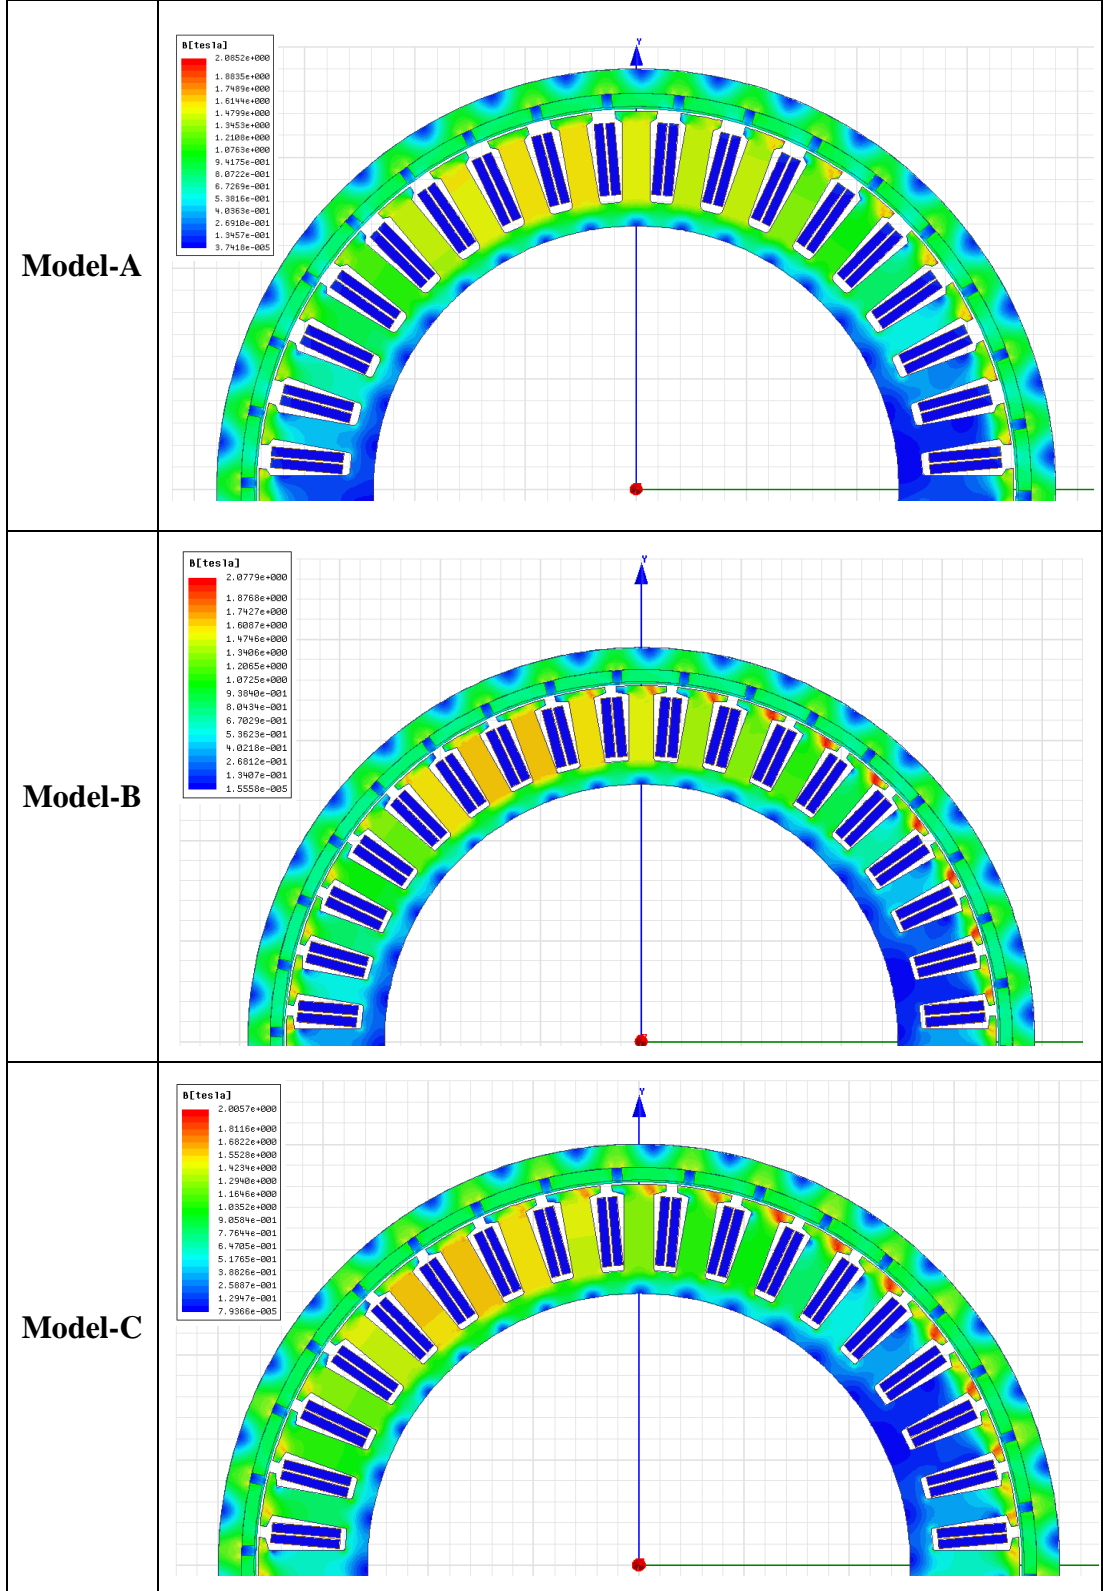 Model-A
B[tesla]
2.0852e+000
1.8835e+000
1.7489e+000
1.6144e+000
1.4799e+000
1.3453e+000
1.2108e+000
1.0763e+000
9.4175e-001
8.0722e-001
6.7269e-001
5.3816e-001
4.0363e-001
2.6910e-001
1.3457e-001
3.7418e-005
Y
Model-B
B[tesla]
2.0779e+000
1.8768e+000
1.7427e+000
1.6087e+000
1.4746e+000
1.3406e+000
1.2065e+000
1.0725e+000
9.3840e-001
8.0434e-001
6.7029e-001
5.3623e-001
4.0218e-001
2.6812e-001
1.3407e-001
1.5558e-005
Y
Model-C
B[tesla]
2.0057e+000
1.8116e+000
1.6822e+000
1.5528e+000
1.4234e+000
1.2940e+000
1.1646e+000
1.0352e+000
9.0584e-001
7.7644e-001
6.4705e-001
5.1765e-001
3.8826e-001
2.5887e-001
1.2947e-001
7.9366e-005
Y